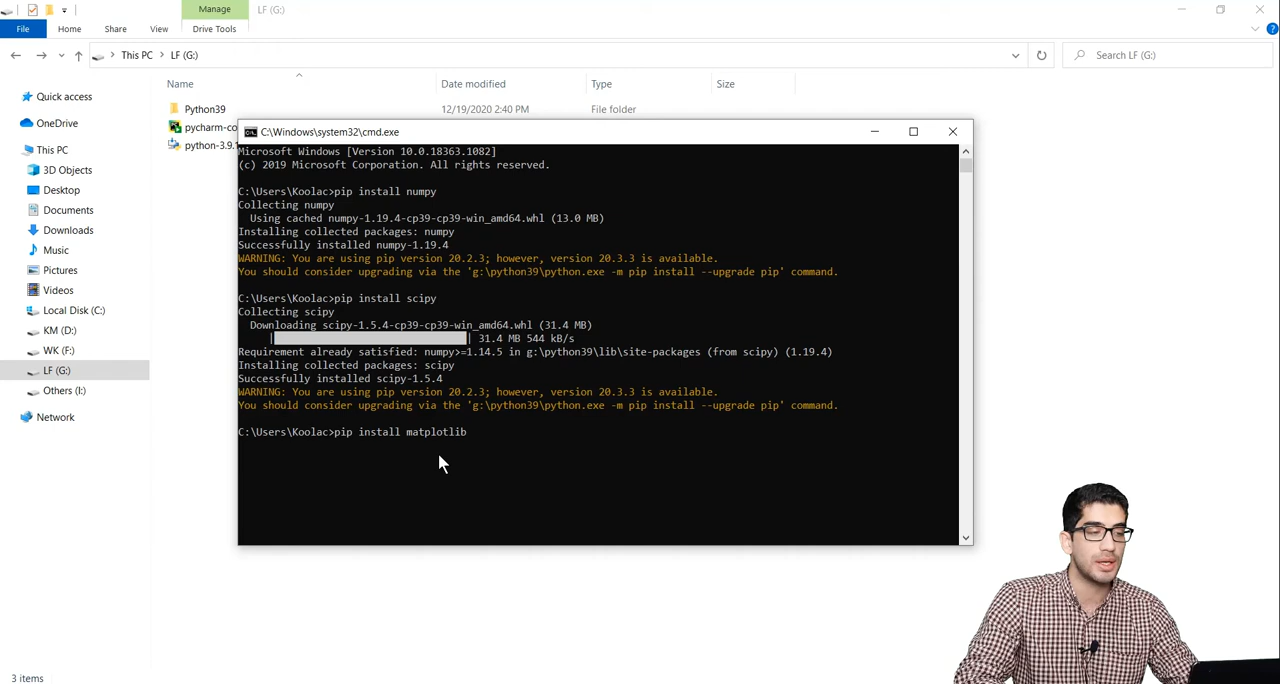 Manage
LF (G:)
File
Home
Share
View
Drive Tools
This PC
LF (G:)
Search LF (G:)
Name
Date modified
Type
Size
Quick access
OneDrive
This PC
3D Objects
Desktop
Documents
Downloads
Music
Pictures
Videos
Local Disk (C:)
KM (D:)
WK (F:)
LF (G:)
Others (I:)
Network
Python39
12/19/2020 2:40 PM
File folder
pycharm-co
python-3.9.1
C:\Windows\system32\cmd.exe
Microsoft Windows [Version 10.0.18363.1082]
(c) 2019 Microsoft Corporation. All rights reserved.
C:\Users\Koolac>pip install numpy
Collecting numpy
Using cached numpy-1.19.4-cp39-cp39-win_amd64.whl (13.0 MB)
Installing collected packages: numpy
Successfully installed numpy-1.19.4
WARNING: You are using pip version 20.2.3; however, version 20.3.3 is available.
You should consider upgrading via the 'g:\python39\python.exe -m pip install --upgrade pip' command.
C:\Users\Koolac>pip install scipy
Collecting scipy
Downloading scipy-1.5.4-cp39-cp39-win_amd64.whl (31.4 MB)
| | 31.4 MB 544 kB/s
Requirement already satisfied: numpy>=1.14.5 in g:\python39\lib\site-packages (from scipy) (1.19.4)
Installing collected packages: scipy
Successfully installed scipy-1.5.4
WARNING: You are using pip version 20.2.3; however, version 20.3.3 is available.
You should consider upgrading via the 'g:\python39\python.exe -m pip install --upgrade pip' command.
C:\Users\Koolac>pip install matplotlib
3 items